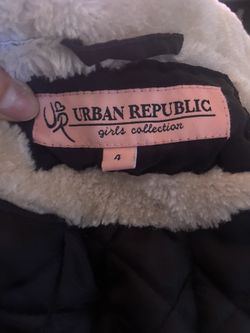 UR
URBAN REPUBLIC
girls collection
4